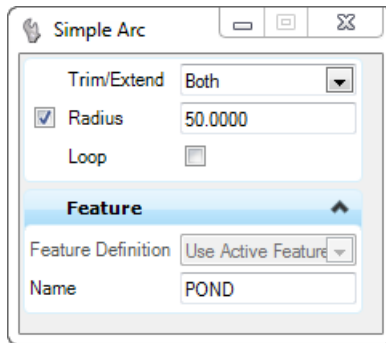 Simple Arc
Trim/Extend Both
Radius 50.0000
Loop
Feature
Feature Definition Use Active Feature
Name POND